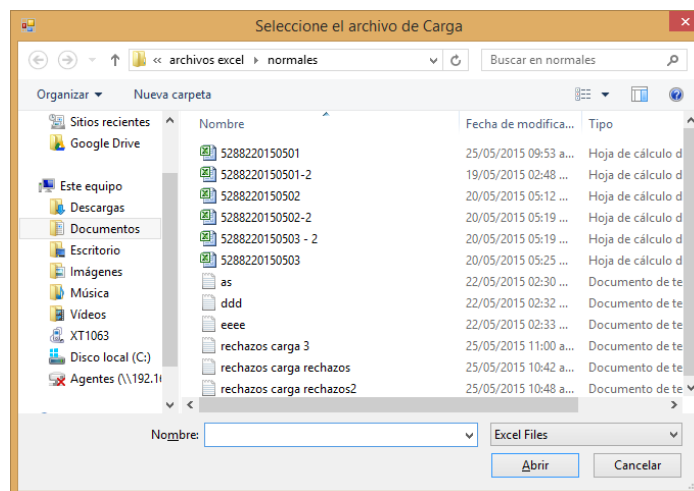 Seleccione el archivo de Carga
« archivos excel normales
Buscar en normales
Organizar
Nueva carpeta
Sitios recientes
Google Drive
Este equipo
Descargas
Documentos
Escritorio
Imágenes
Música
Vídeos
XT1063
Disco local (C:)
Agentes (\\192.16
Nombre Fecha de modifica... Tipo
5288220150501 25/05/2015 09:53 a... Hoja de cálculo d
5288220150501-2 19/05/2015 02:48 ... Hoja de cálculo d
5288220150502 20/05/2015 05:12 ... Hoja de cálculo d
5288220150502-2 20/05/2015 05:19 ... Hoja de cálculo d
5288220150503 - 2 20/05/2015 05:19 ... Hoja de cálculo d
5288220150503 20/05/2015 05:25 ... Hoja de cálculo d
as 22/05/2015 02:30 ... Documento de te
ddd 22/05/2015 02:32 ... Documento de te
eeee 22/05/2015 02:33 ... Documento de te
rechazos carga 3 25/05/2015 11:00 a... Documento de te
rechazos carga rechazos 25/05/2015 10:42 a... Documento de te
rechazos carga rechazos2 25/05/2015 10:48 a... Documento de te
Nombre:
Excel Files
Abrir
Cancelar